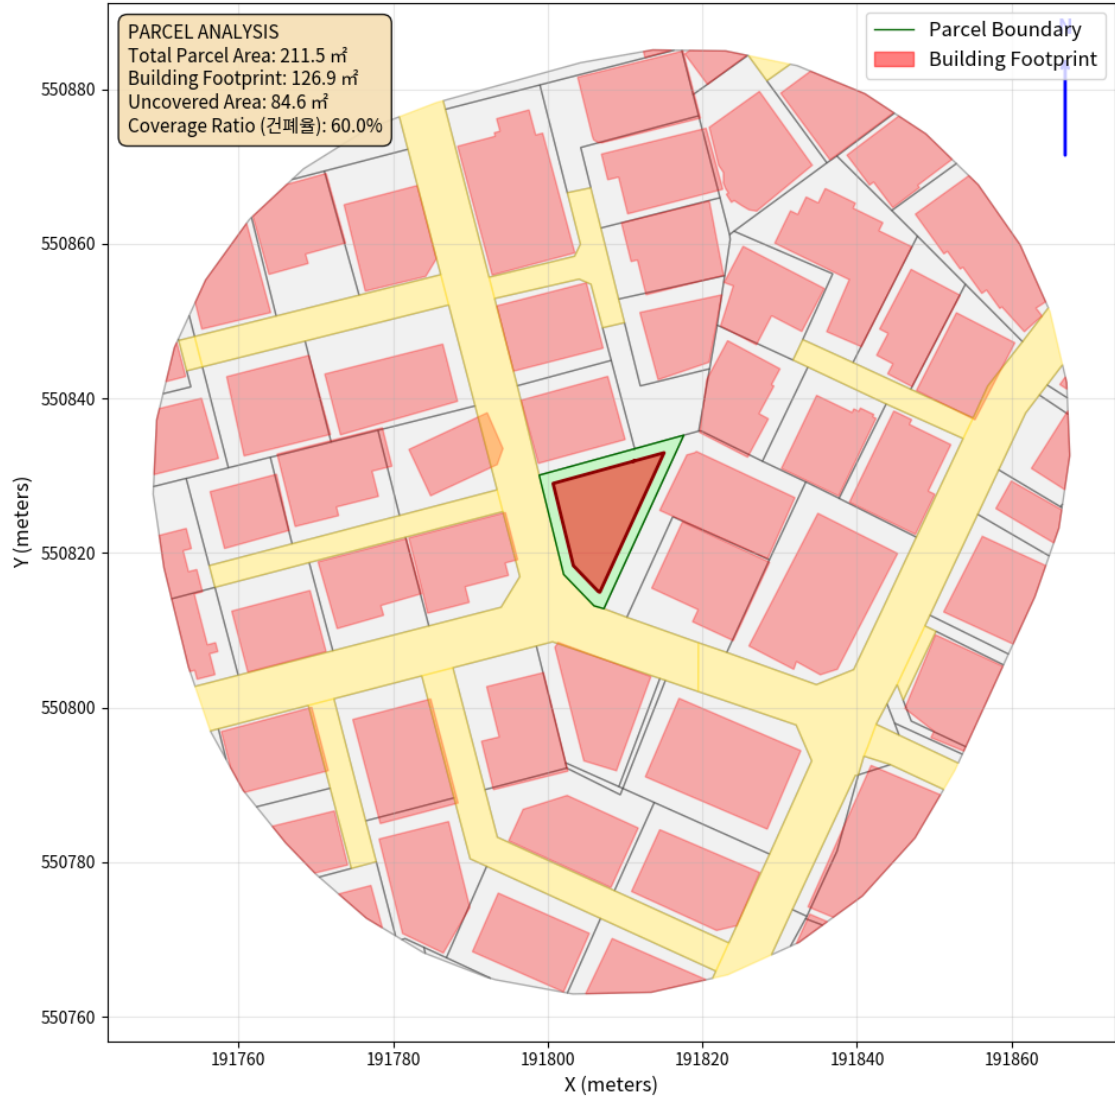 PARCEL ANALYSIS
Total Parcel Area: 211.5 ㎡
Building Footprint: 126.9 ㎡
Uncovered Area: 84.6 ㎡
Coverage Ratio (건폐율): 60.0%
Parcel Boundary
Building Footprint
N
550880
550860
550840
550820
550800
550780
550760
Y (meters)
191760
191780
191800
191820
191840
191860
X (meters)